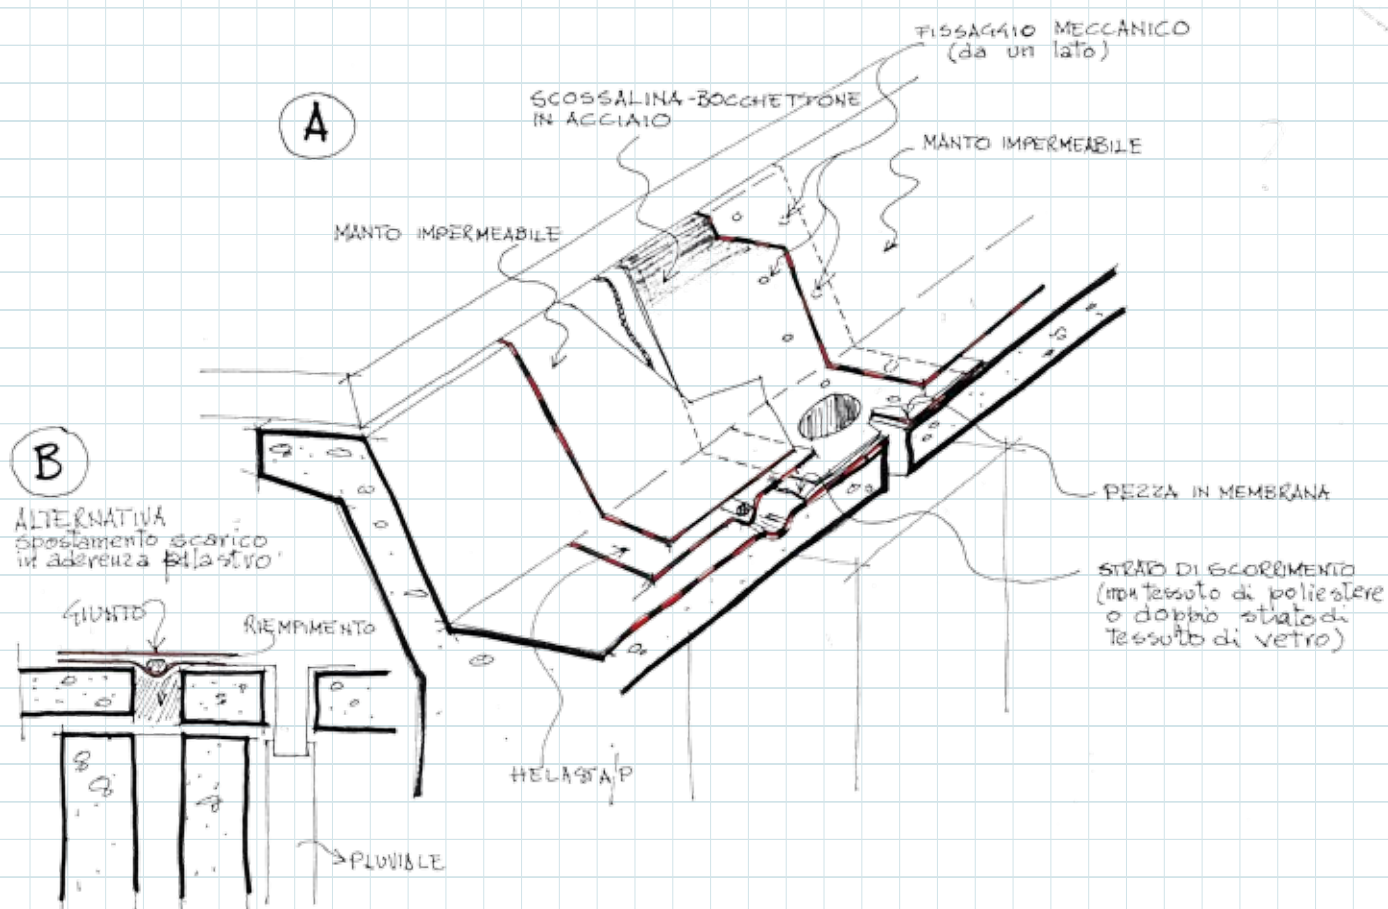 A
FISSAGGIO MECCANICO
(da un lato)
SCOSSALINA-BOCCHETTONE
IN ACCIAIO
MANTO IMPERMEABILE
MANTO IMPERMEABILE
B
ALTERNATIVA
spostamento scarico
in aderenza pilastro
GIUNTO
RIEMPIMENTO
PEZZA IN MEMBRANA
STRATO DI SCORRIMENTO
(non tessuto di poliestere
o doppio strato di
tessuto di vetro)
HELASTA/P
PLUVIALE